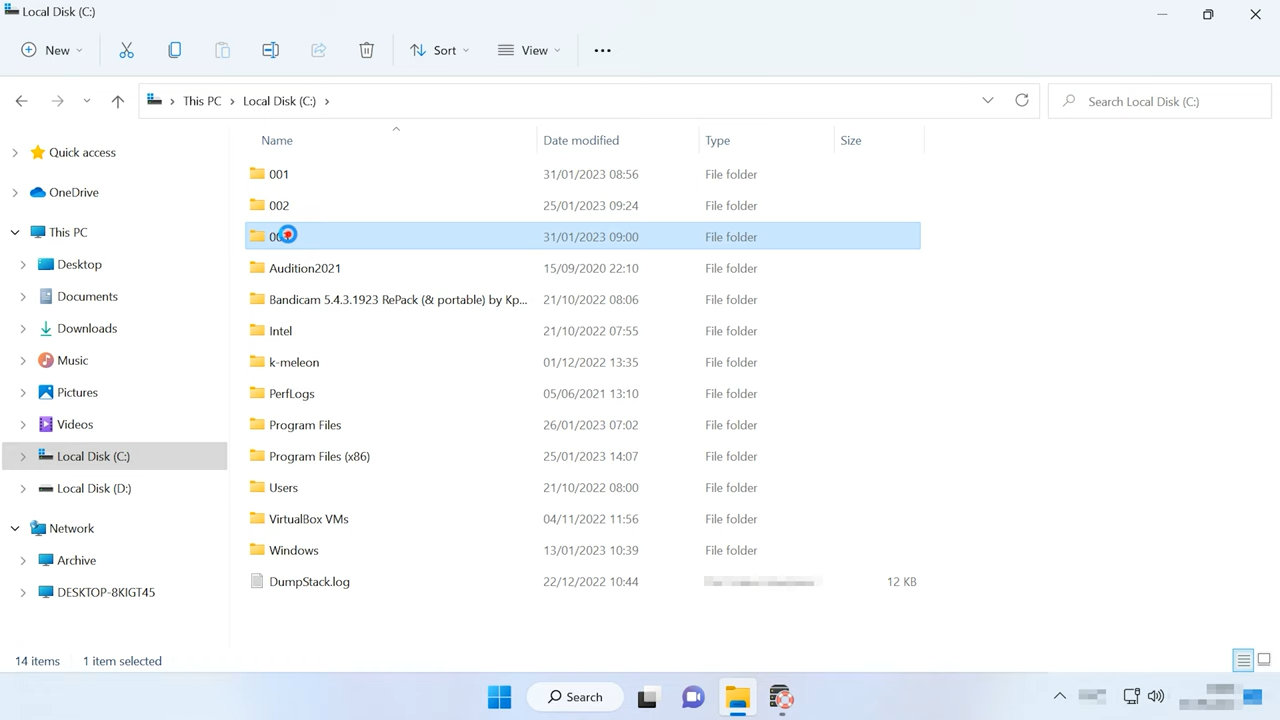 Local Disk (C:)
New
Sort
View
This PC > Local Disk (C:) >
Search Local Disk (C:)
Name Date modified Type Size
001 31/01/2023 08:56 File folder
002 25/01/2023 09:24 File folder
31/01/2023 09:00 File folder
Audition2021 15/09/2020 22:10 File folder
Bandicam 5.4.3.1923 RePack (& portable) by Kp... 21/10/2022 08:06 File folder
Intel 21/10/2022 07:55 File folder
k-meleon 01/12/2022 13:35 File folder
PerfLogs 05/06/2021 13:10 File folder
Program Files 26/01/2023 07:02 File folder
Program Files (x86) 25/01/2023 14:07 File folder
Users 21/10/2022 08:00 File folder
VirtualBox VMs 04/11/2022 11:56 File folder
Windows 13/01/2023 10:39 File folder
DumpStack.log 22/12/2022 10:44 12 KB
Quick access
OneDrive
This PC
Desktop
Documents
Downloads
Music
Pictures
Videos
Local Disk (C:)
Local Disk (D:)
Network
Archive
DESKTOP-8KIGT45
14 items 1 item selected
Search